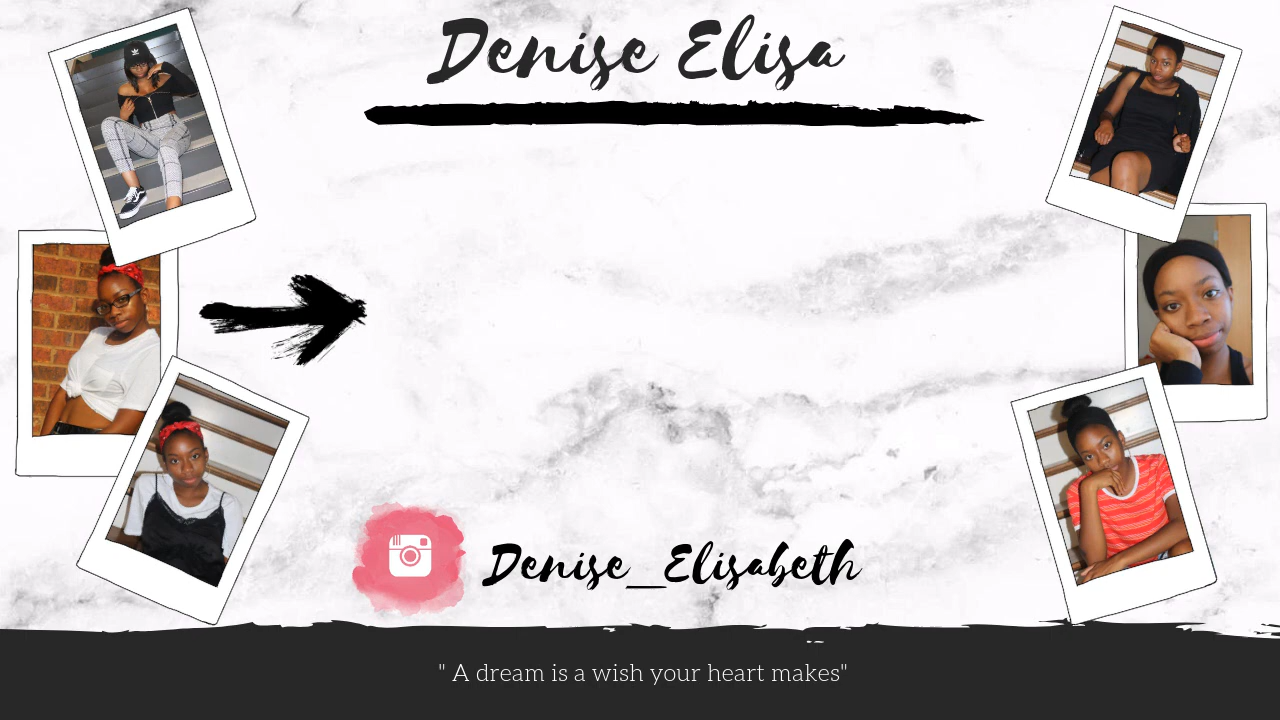 Denise Elisa
Denise_Elisabeth
" A dream is a wish your heart makes"